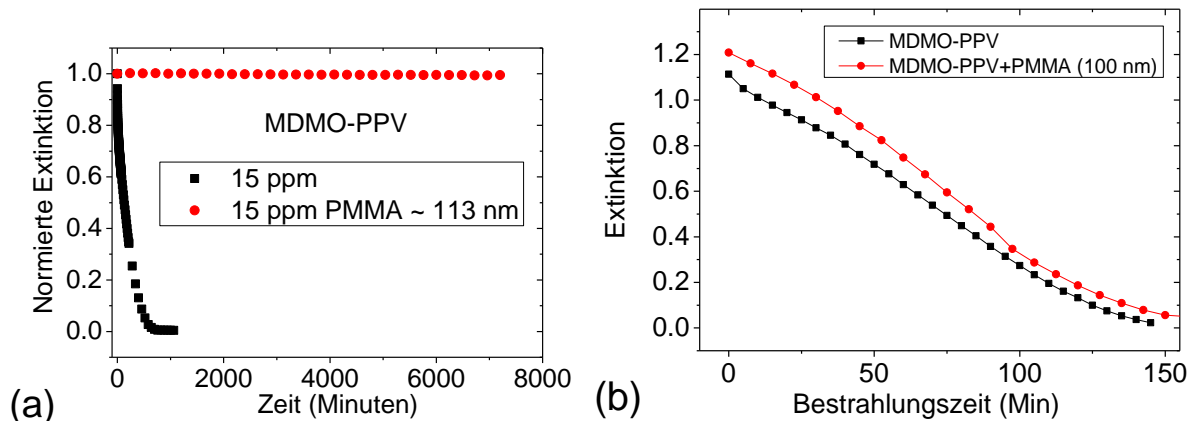 1.0
0.8
0.6
0.4
0.2
0.0
Normierte Extinktion
MDMO-PPV
15 ppm
15 ppm PMMA ~ 113 nm
0
2000
4000
6000
8000
Zeit (Minuten)
(a)
1.2
1.0
0.8
0.6
0.4
0.2
0.0
Extinktion
MDMO-PPV
MDMO-PPV+PMMA (100 nm)
0
50
100
150
Bestrahlungszeit (Min)
(b)